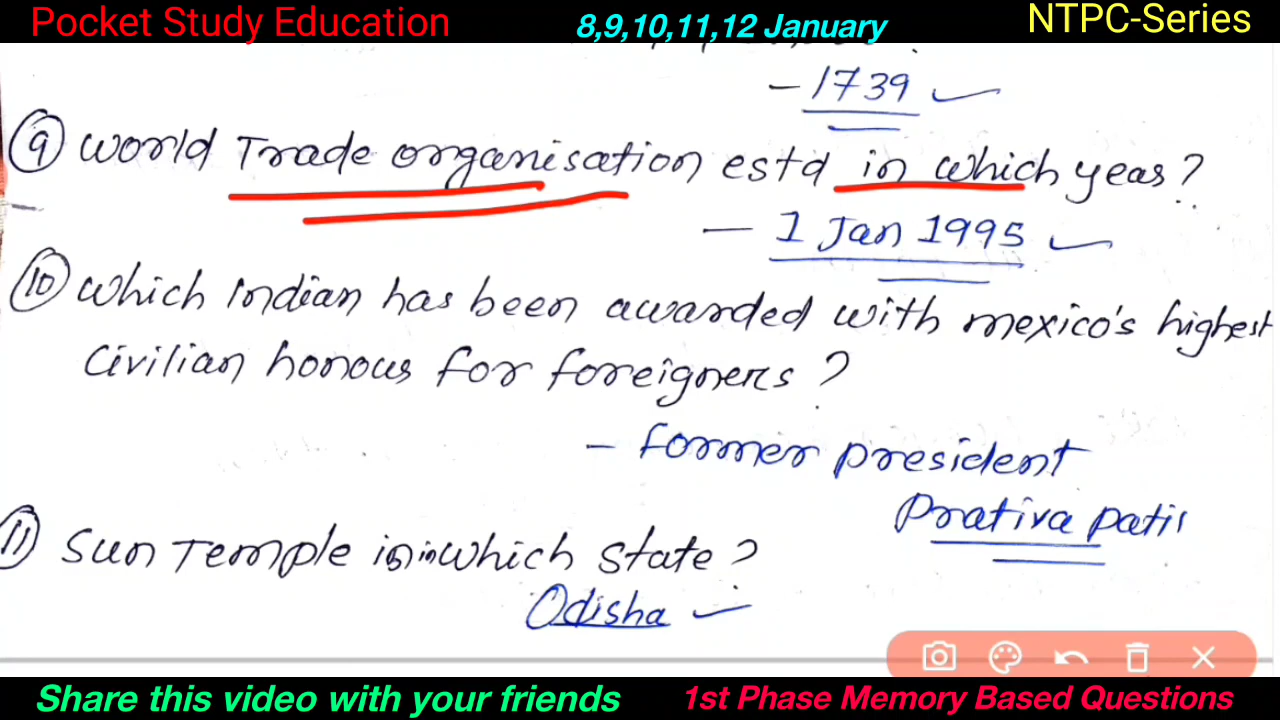 Pocket Study Education
8,9,10,11,12 January
NTPC-Series
- 1739
⑨ World Trade organisation estd in which year?
- 1 Jan 1995
⑩ Which Indian has been awarded with mexico's highest
Civilian honour for foreigners ?
- former president
Prativa patil
⑪ Sun Temple is in which state ?
Odisha
Share this video with your friends
1st Phase Memory Based Questions